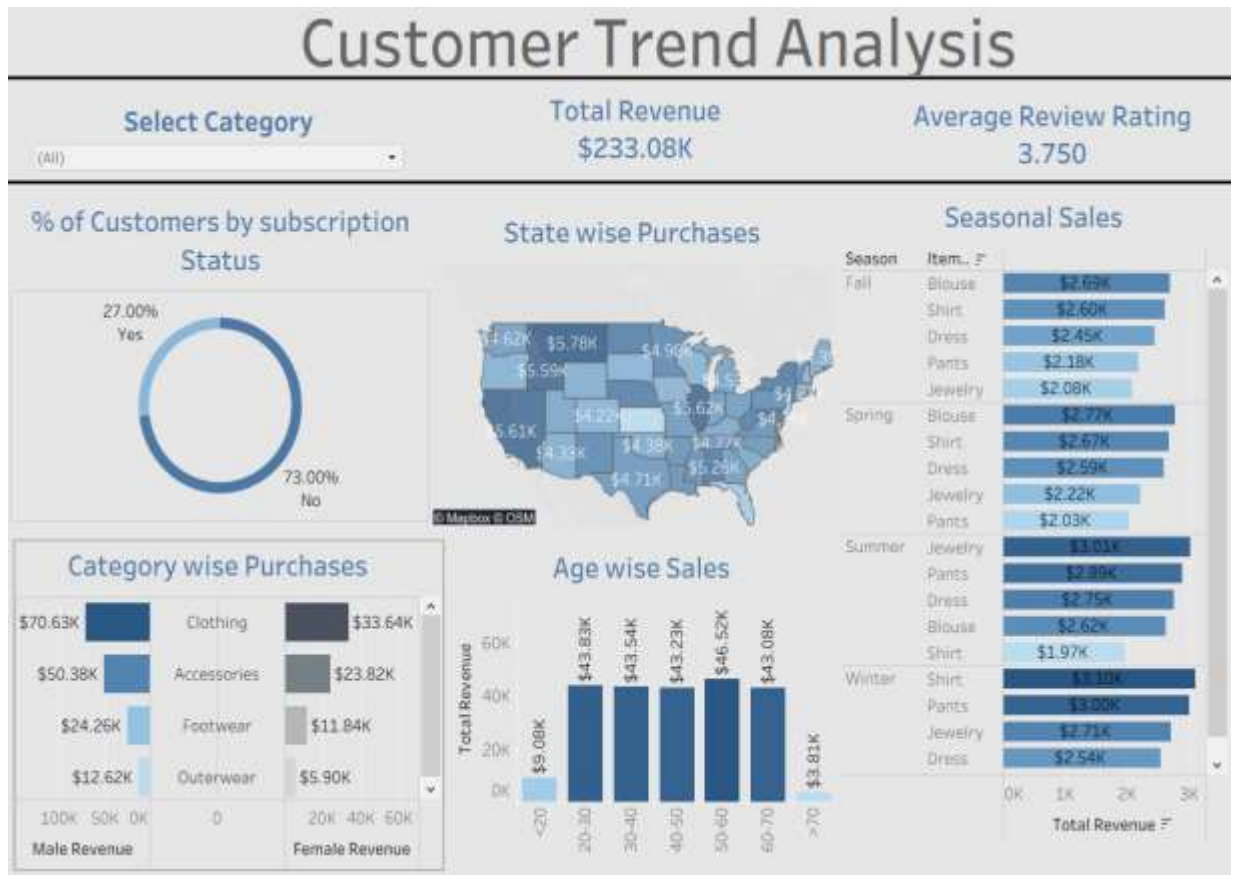 Customer Trend Analysis
Select Category
(All)
Total Revenue
$233.08K
Average Review Rating
3.750
% of Customers by subscription
Status
27.00%
Yes
73.00%
No
State wise Purchases
$5.78K
$4.90K
$5.59K
$4.22K
$5.62K
$5.61K
$4.33K
$4.38K
$4.77K
$5.26K
$4.71K
© Mapbox © OSM
Seasonal Sales
Season Item..
Fall Blouse $2.69K
Shirt $2.60K
Dress $2.45K
Pants $2.18K
Jewelry $2.08K
Spring Blouse $2.77K
Shirt $2.67K
Dress $2.59K
Jewelry $2.22K
Pants $2.03K
Summer Jewelry $3.01K
Pants $2.89K
Dress $2.75K
Blouse $2.62K
Shirt $1.97K
Winter Shirt $3.10K
Pants $3.00K
Jewelry $2.71K
Dress $2.54K
0K 1K 2K 3K
Total Revenue
Category wise Purchases
$70.63K Clothing $33.64K
$50.38K Accessories $23.82K
$24.26K Footwear $11.84K
$12.62K Outerwear $5.90K
100K 50K 0K 0 20K 40K 60K
Male Revenue Female Revenue
Age wise Sales
Total Revenue
60K
40K
20K
0K
$9.08K $43.83K $43.54K $43.23K $46.52K $43.08K $3.81K
<20 20-30 30-40 40-50 50-60 60-70 >70